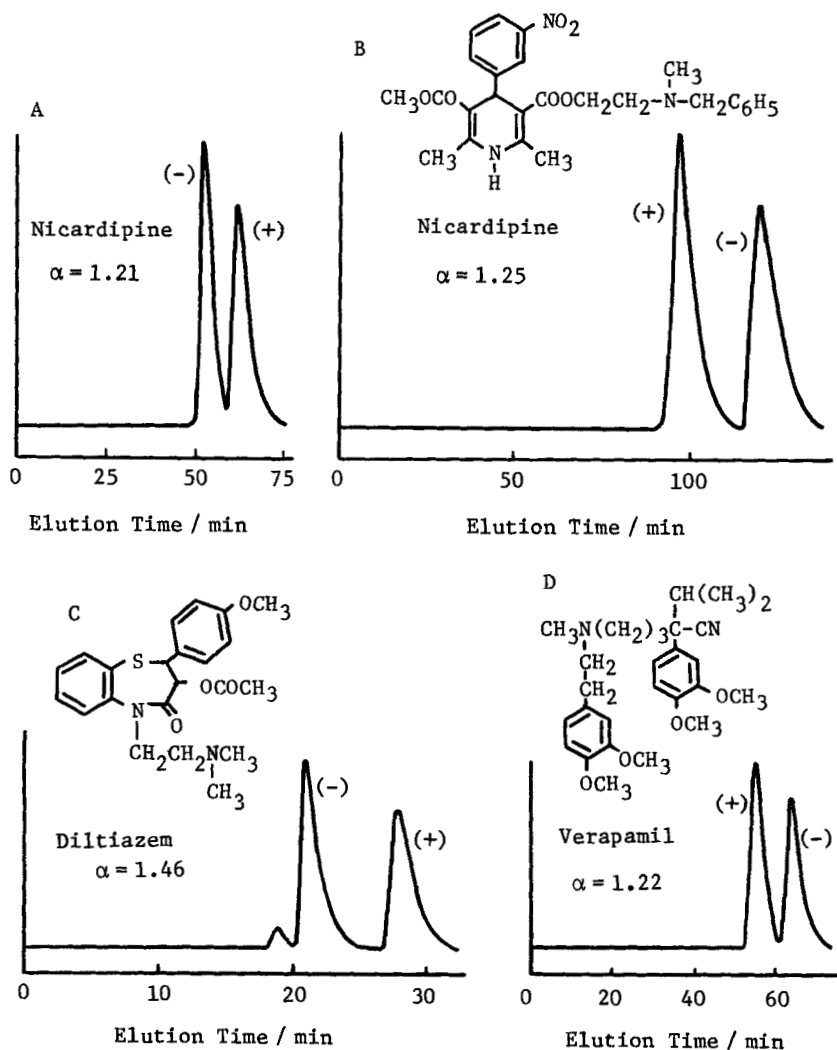 A
Nicardipine
α = 1.21
(-)
(+)
0 25 50 75
Elution Time / min
B
NO2
CH3OCO
COOCH2CH2-N-CH2C6H5
CH3
CH3
N
H
CH3
Nicardipine
α = 1.25
(+)
(-)
0 50 100
Elution Time / min
C
OCH3
S
OCOCH3
N
O
CH2CH2NCH3
CH3
Diltiazem
α = 1.46
(-)
(+)
0 10 20 30
Elution Time / min
D
CH(CH3)2
CH3N(CH2)3C-CN
CH2
CH2
OCH3
OCH3
OCH3
OCH3
Verapamil
α = 1.22
(+)
(-)
0 20 40 60
Elution Time / min